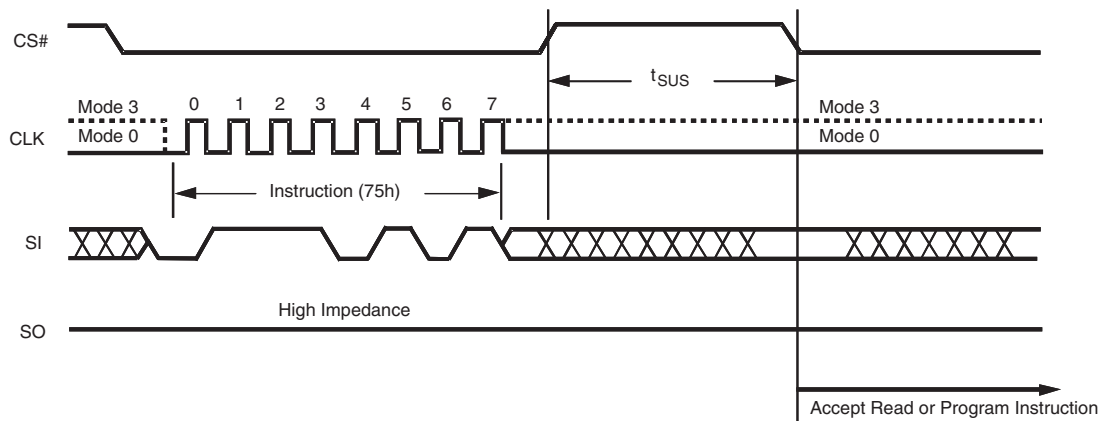 CS#
tSUS
Mode 3 0 1 2 3 4 5 6 7 Mode 3
CLK Mode 0 Mode 0
Instruction (75h)
SI
High Impedance
SO
Accept Read or Program Instruction